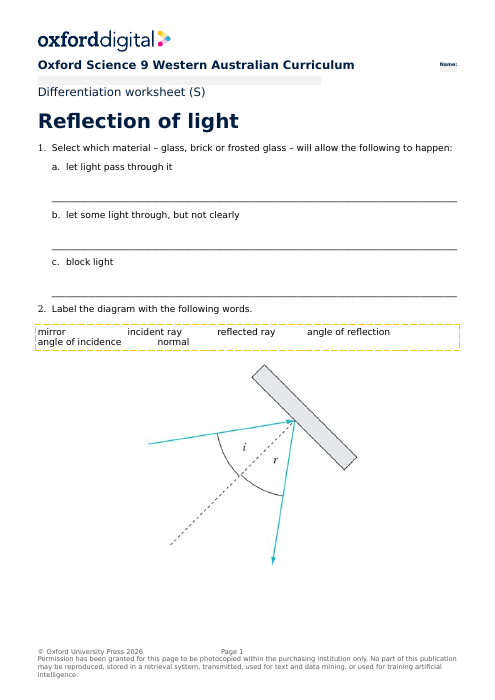 oxforddigital
Oxford Science 9 Western Australian Curriculum
Name:
Differentiation worksheet (S)
Reflection of light
1. Select which material – glass, brick or frosted glass – will allow the following to happen:
a. let light pass through it
b. let some light through, but not clearly
c. block light
2. Label the diagram with the following words.
mirror incident ray reflected ray angle of reflection
angle of incidence normal
i
r
© Oxford University Press 2026 Page 1
Permission has been granted for this page to be photocopied within the purchasing institution only. No part of this publication
may be reproduced, stored in a retrieval system, transmitted, used for text and data mining, or used for training artificial
intelligence.